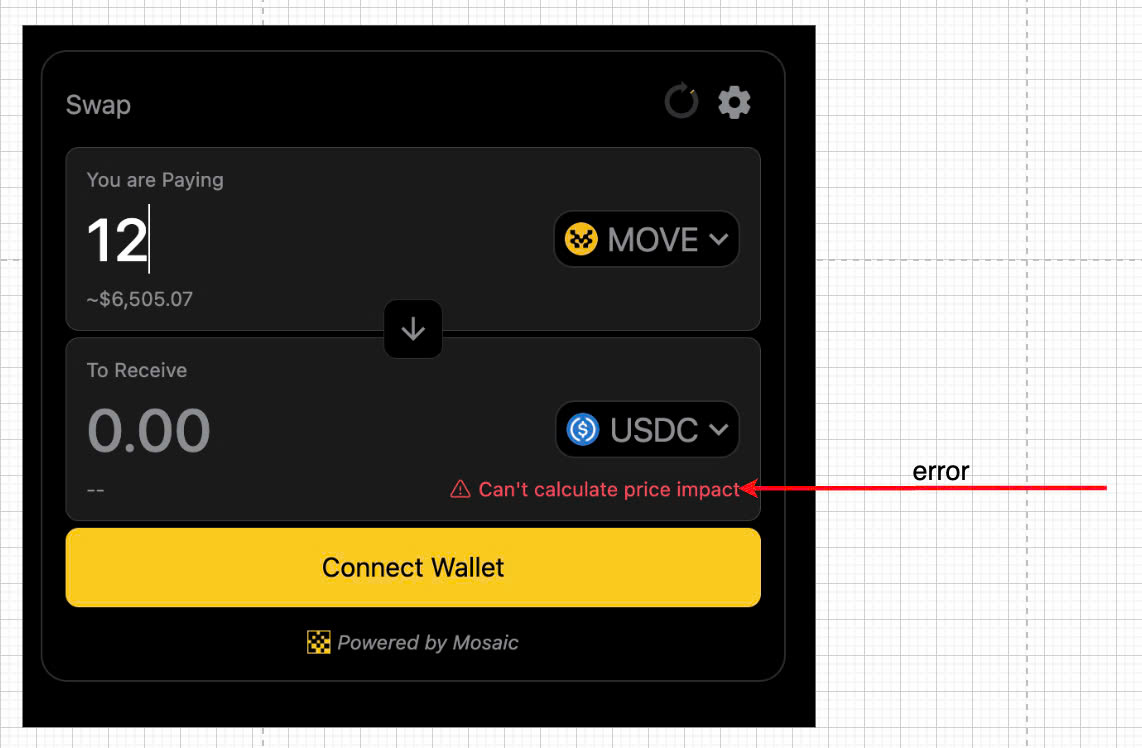 Swap
You are Paying
12
MOVE
~$6,505.07
To Receive
0.00
USDC
--
Can't calculate price impact
error
Connect Wallet
Powered by Mosaic